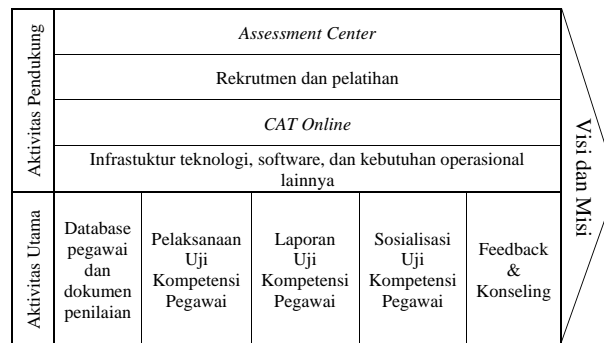 Aktivitas Pendukung
Assessment Center
Rekrutmen dan pelatihan
CAT Online
Infrastuktur teknologi, software, dan kebutuhan operasional
lainnya
Aktivitas Utama
Database
pegawai
dan
dokumen
penilaian
Pelaksanaan
Uji
Kompetensi
Pegawai
Laporan
Uji
Kompetensi
Pegawai
Sosialisasi
Uji
Kompetensi
Pegawai
Feedback
&
Konseling
Visi dan Misi